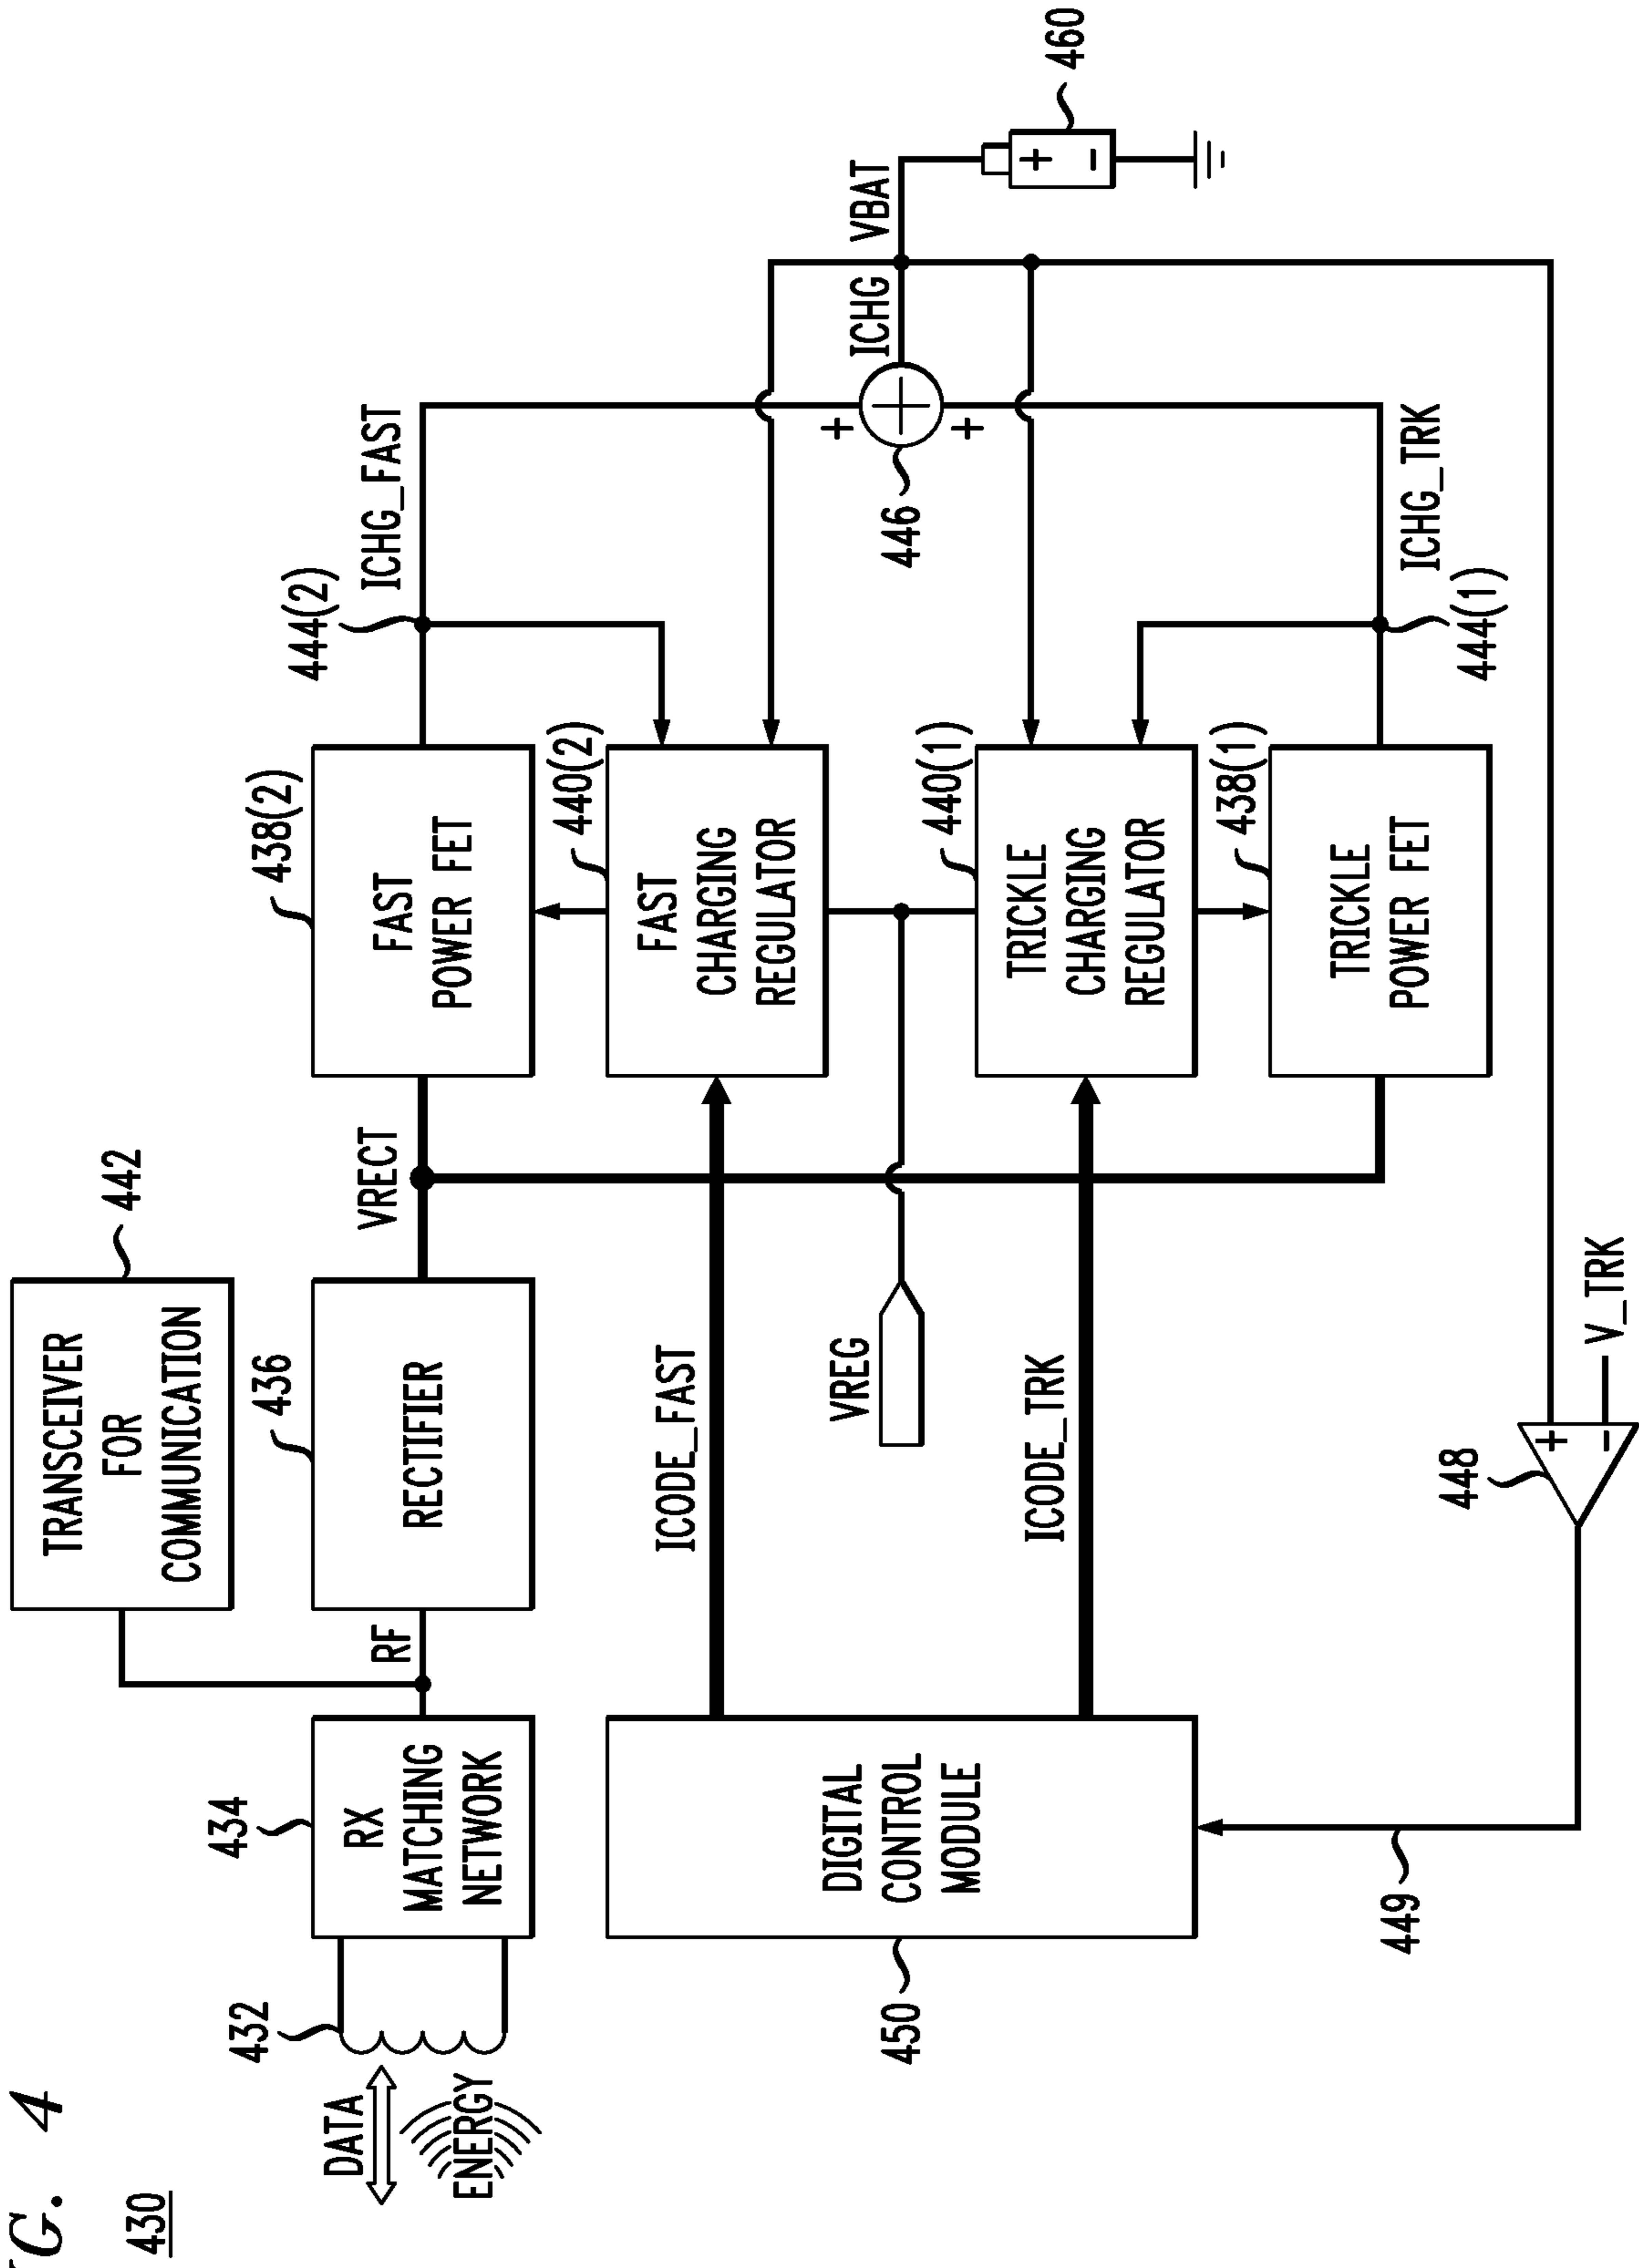 IG. 4
430
TRANSCEIVER
FOR
COMMUNICATION
442
434
RX
MATCHING
NETWORK
RF
436
RECTIFIER
VRECT
438(2)
FAST
POWER FET
444(2)
ICHG_FAST
432
DATA
ENERGY
ICODE_FAST
440(2)
FAST
CHARGING
REGULATOR
450
DIGITAL
CONTROL
MODULE
VREG
446
+
+
ICHG
VBAT
+
-
460
ICODE_TRK
440(1)
TRICKLE
CHARGING
REGULATOR
438(1)
TRICKLE
POWER FET
ICHG_TRK
444(1)
449
448
+
-
V_TRK